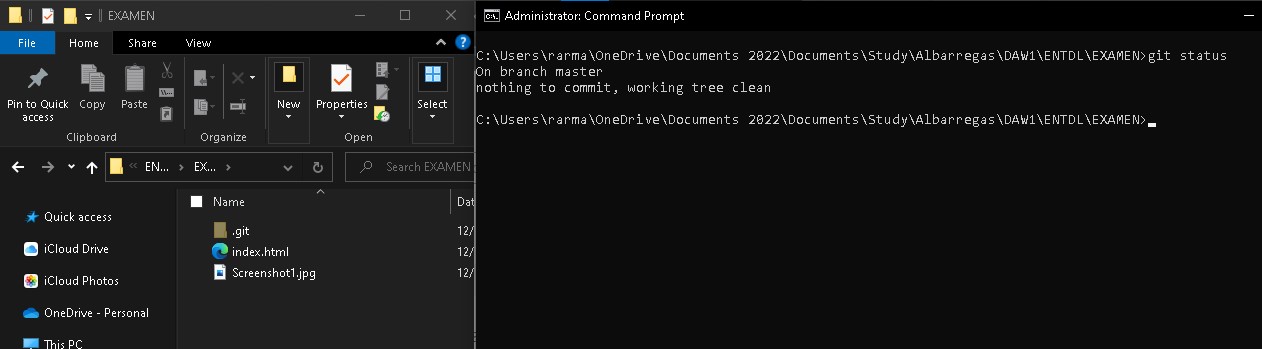 EXAMEN
File Home Share View
Pin to Quick access
Copy
Paste
New
Properties
Select
Clipboard
Organize
Open
EN...
EX...
Search EXAMEN
Name
Dat
Quick access
iCloud Drive
iCloud Photos
OneDrive - Personal
This PC
.git
12/
index.html
12/
Screenshot1.jpg
12/
Administrator: Command Prompt
C:\Users\rarma\OneDrive\Documents 2022\Documents\Study\Albarregas\DAW1\ENTDL\EXAMEN>git status
On branch master
nothing to commit, working tree clean
C:\Users\rarma\OneDrive\Documents 2022\Documents\Study\Albarregas\DAW1\ENTDL\EXAMEN>